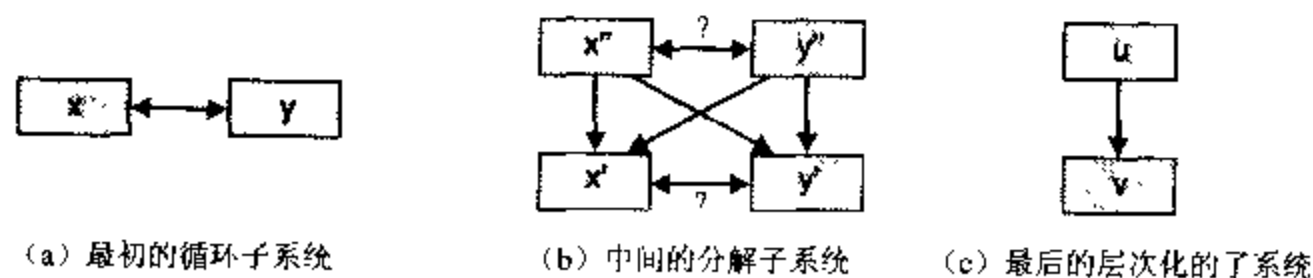 x
y
（a）最初的循环子系统
x″
?
y″
x′
?
y′
（b）中间的分解子系统
u
v
（c）最后的层次化的了系统